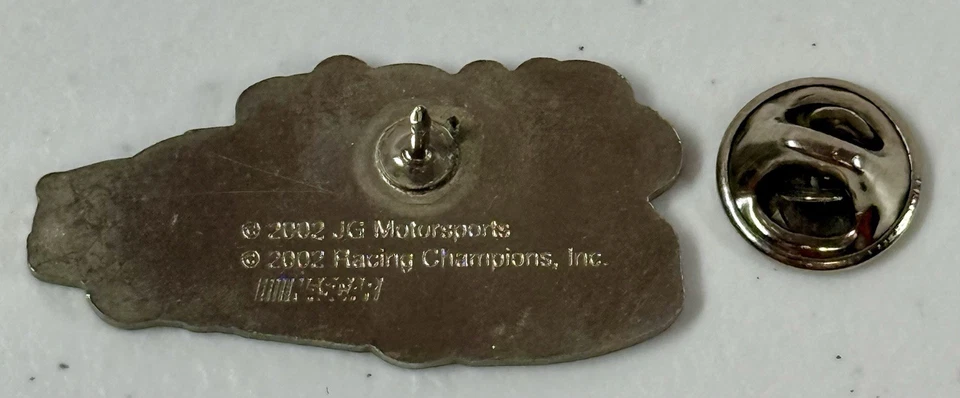 © 2002 JG Motorsports
© 2002 Racing Champions, Inc.
NASCAR